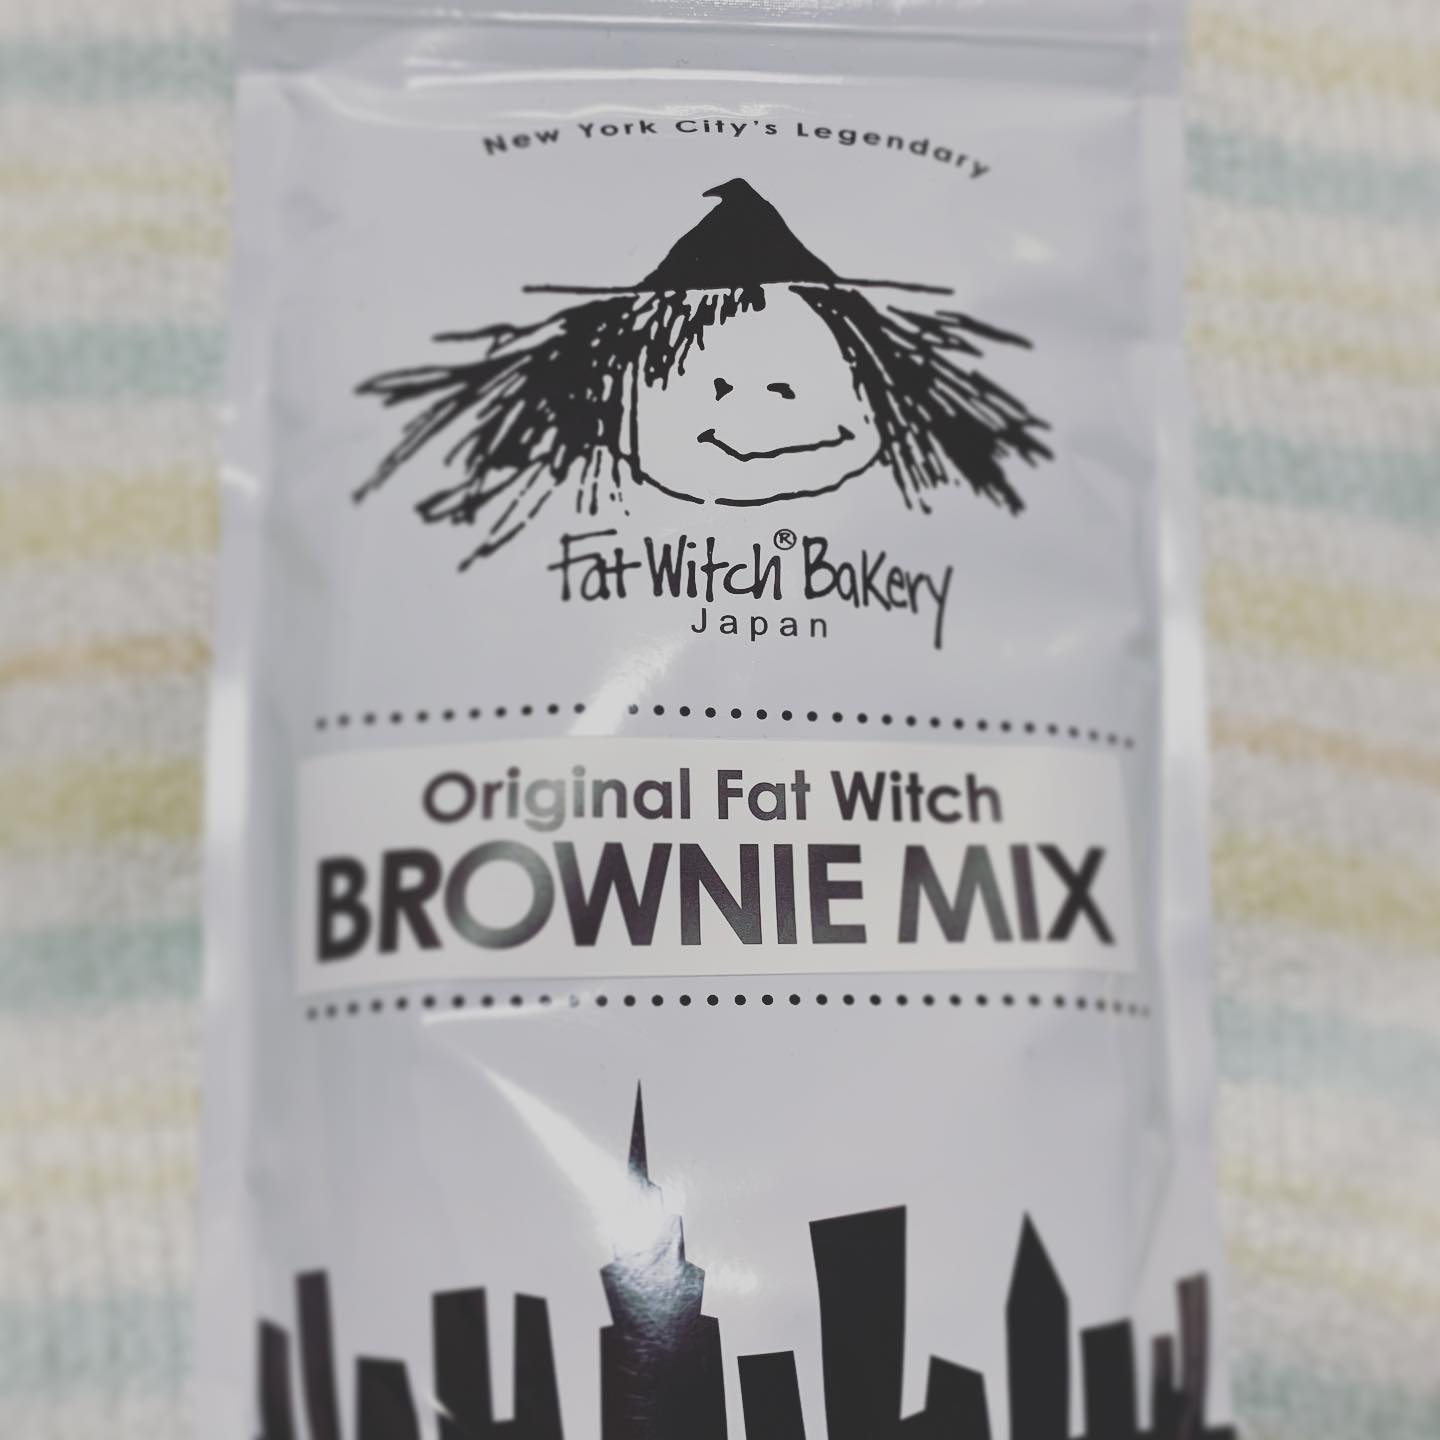 New York City's Legendary
Fat Witch® Bakery
Japan
Original Fat Witch
BROWNIE MIX